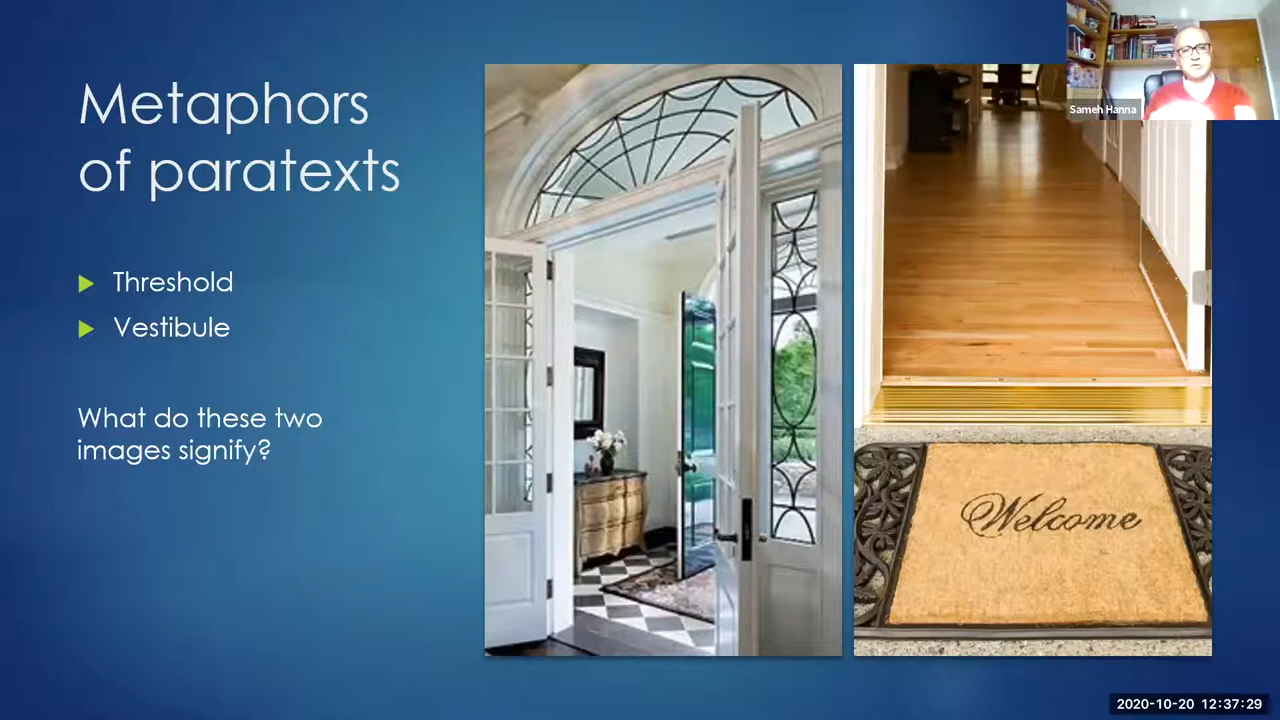 Metaphors
of paratexts
Threshold
Vestibule
What do these two
images signify?
Welcome
Sameh Hanna
2020-10-20 12:37:29